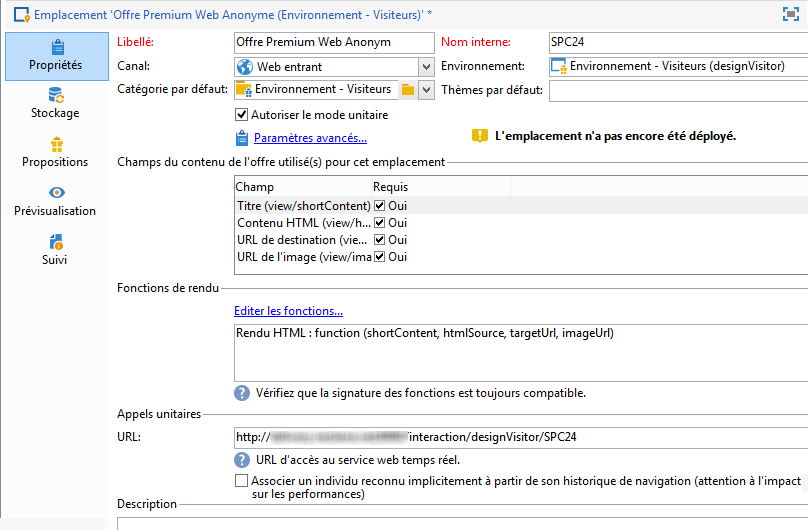 Emplacement 'Offre Premium Web Anonyme (Environnement - Visiteurs)' *
Propriétés
Stockage
Propositions
Prévisualisation
Suivi
Libellé: Offre Premium Web Anonym Nom interne: SPC24
Canal: Web entrant Environnement: Environnement - Visiteurs (designVisitor)
Catégorie par défaut: Environnement - Visiteurs Thèmes par défaut:
Autoriser le mode unitaire
Paramètres avancés... L'emplacement n'a pas encore été déployé.
Champs du contenu de l'offre utilisé(s) pour cet emplacement
Champ Requis
Titre (view/shortContent) Oui
Contenu HTML (view/h... Oui
URL de destination (vie... Oui
URL de l'image (view/ima Oui
Fonctions de rendu
Editer les fonctions...
Rendu HTML : function (shortContent, htmlSource, targetUrl, imageUrl)
Vérifiez que la signature des fonctions est toujours compatible.
Appels unitaires
URL: http:// /interaction/designVisitor/SPC24
URL d'accès au service web temps réel.
Associer un individu reconnu implicitement à partir de son historique de navigation (attention à l'impact
sur les performances)
Description